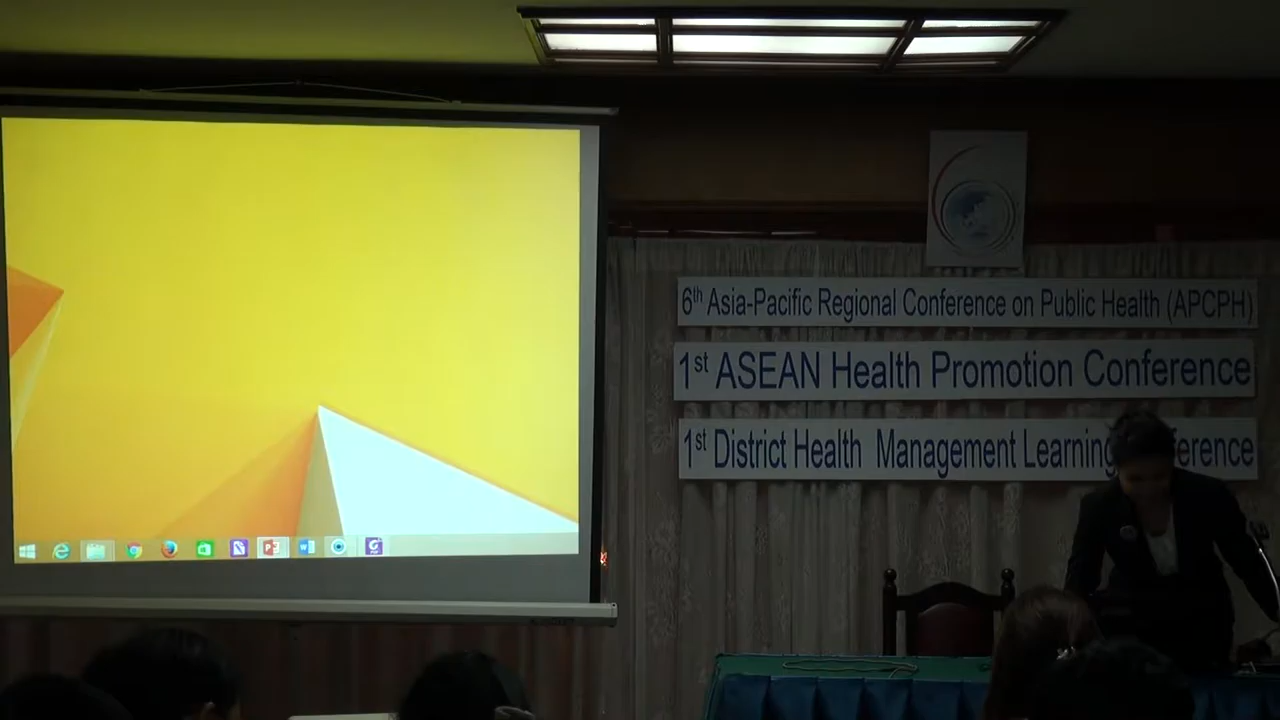 6th Asia-Pacific Regional Conference on Public Health (APCPH)
1st ASEAN Health Promotion Conference
1st District Health Management Learning